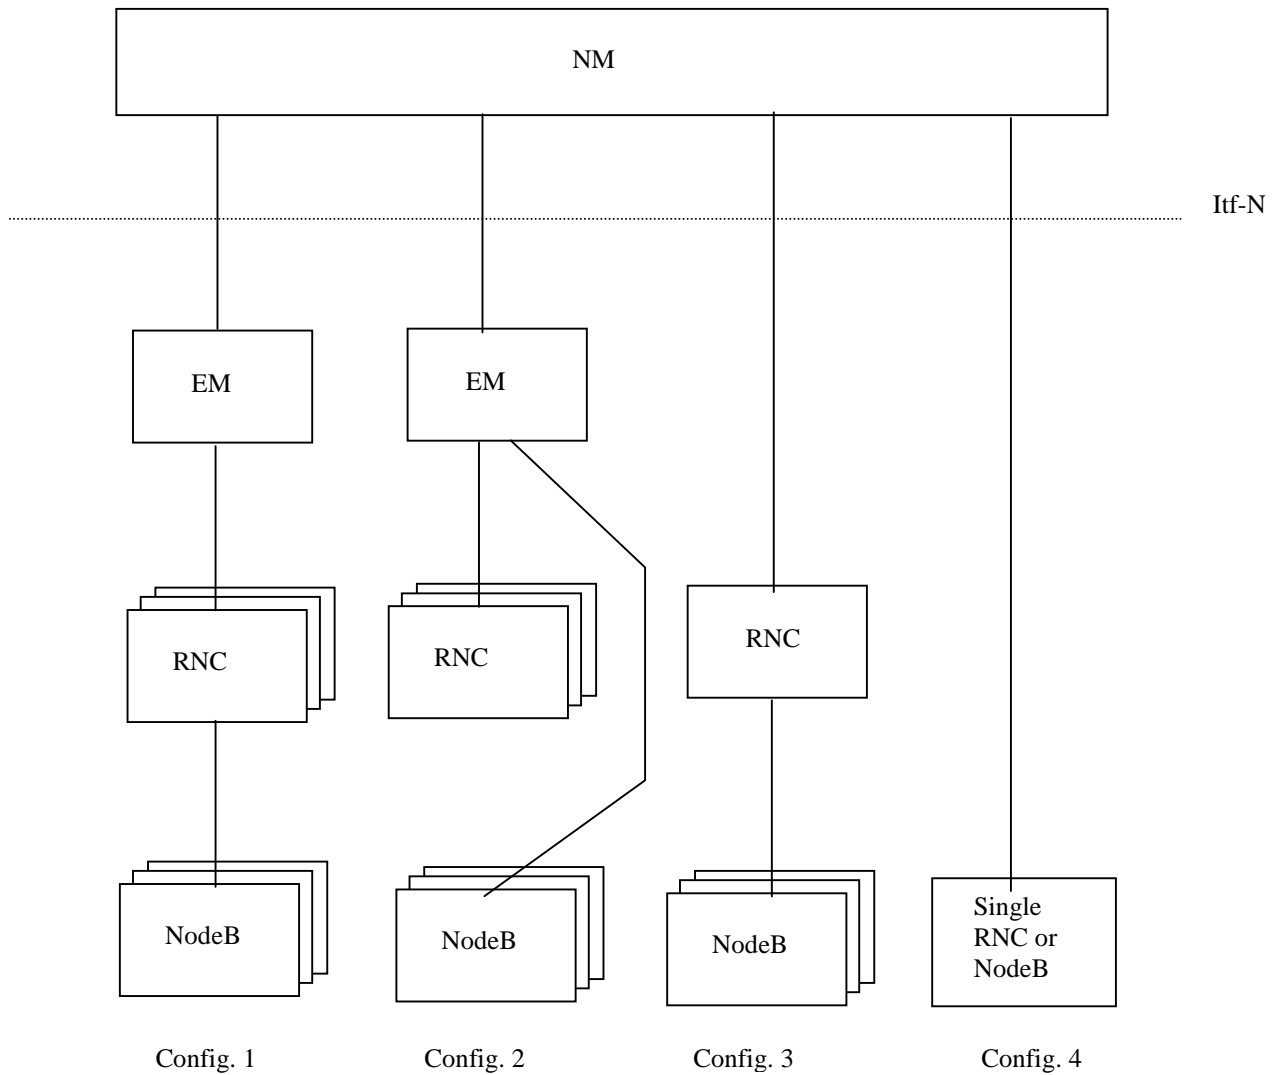 NM
Itf-N
EM
EM
RNC
RNC
RNC
NodeB
NodeB
NodeB
Single
RNC or
NodeB
Config. 1
Config. 2
Config. 3
Config. 4